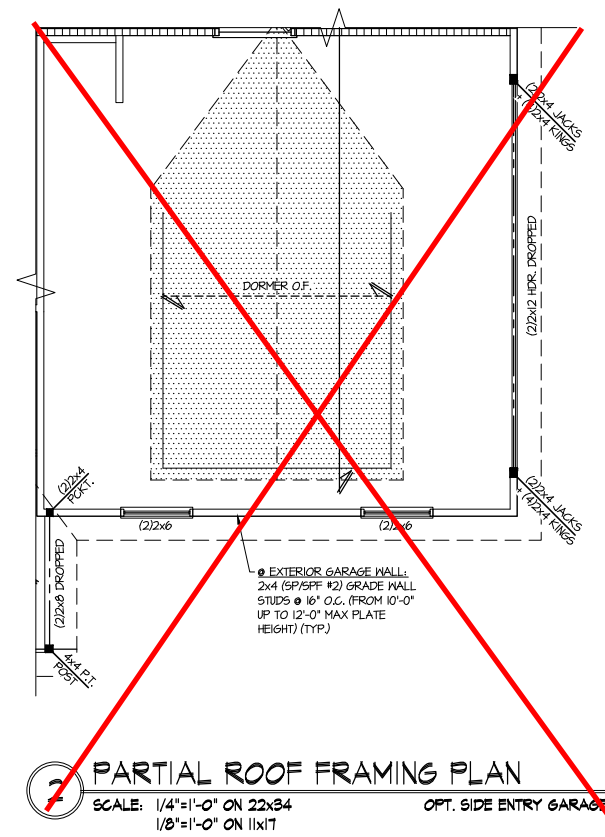 (2)2x4 JACKS
+ (4)2x4 KINGS
(2)2x12 HDR. DROPPED
DORMER O.F.
(2)2x4
PCKT.
(2)2x4 JACKS
+ (4)2x4 KINGS
(2)2x6
(2)2x6
(2)2x8 DROPPED
@ EXTERIOR GARAGE WALL:
2x4 (SP/SPF #2) GRADE WALL
STUDS @ 16" O.C. (FROM 10'-0"
UP TO 12'-0" MAX PLATE
HEIGHT) (TYP.)
4x4 P.T.
POST
2
PARTIAL ROOF FRAMING PLAN
SCALE: 1/4"=1'-0" ON 22x34
OPT. SIDE ENTRY GARAGE
1/8"=1'-0" ON 11x17